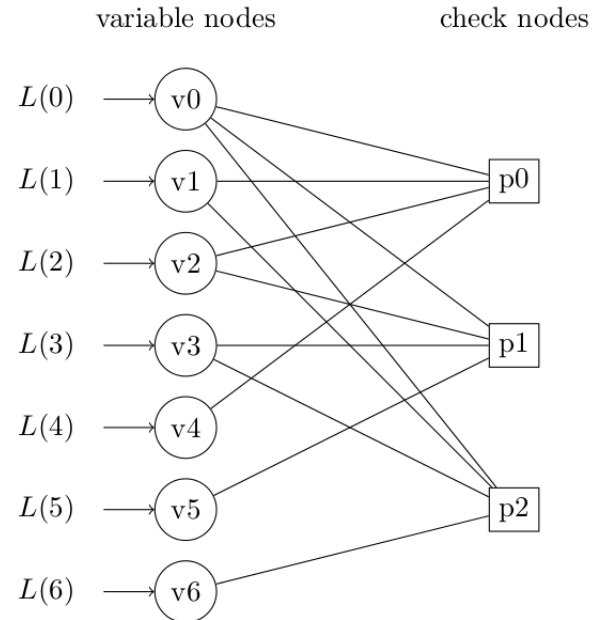 variable nodes check nodes
L(0) v0
L(1) v1 p0
L(2) v2
L(3) v3 p1
L(4) v4
L(5) v5 p2
L(6) v6